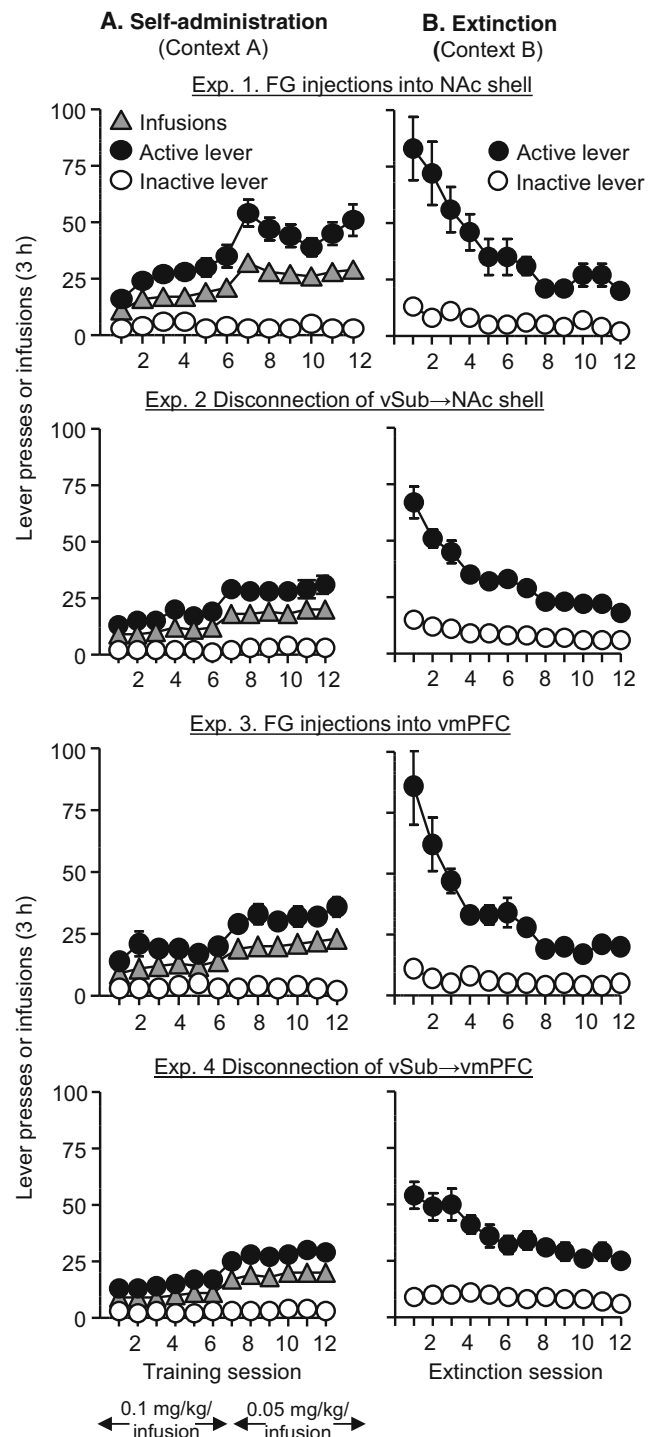 A. Self-administration
(Context A)
B. Extinction
(Context B)
Exp. 1. FG injections into NAc shell
100
75
50
25
0
Infusions
Active lever
Inactive lever
Active lever
Inactive lever
2 4 6 8 10 12
2 4 6 8 10 12
Lever presses or infusions (3 h)
Exp. 2 Disconnection of vSub→NAc shell
100
75
50
25
0
2 4 6 8 10 12
2 4 6 8 10 12
Exp. 3. FG injections into vmPFC
100
75
50
25
0
2 4 6 8 10 12
2 4 6 8 10 12
Lever presses or infusions (3 h)
Exp. 4 Disconnection of vSub→vmPFC
100
75
50
25
0
2 4 6 8 10 12
2 4 6 8 10 12
Training session
Extinction session
0.1 mg/kg/
infusion
0.05 mg/kg/
infusion